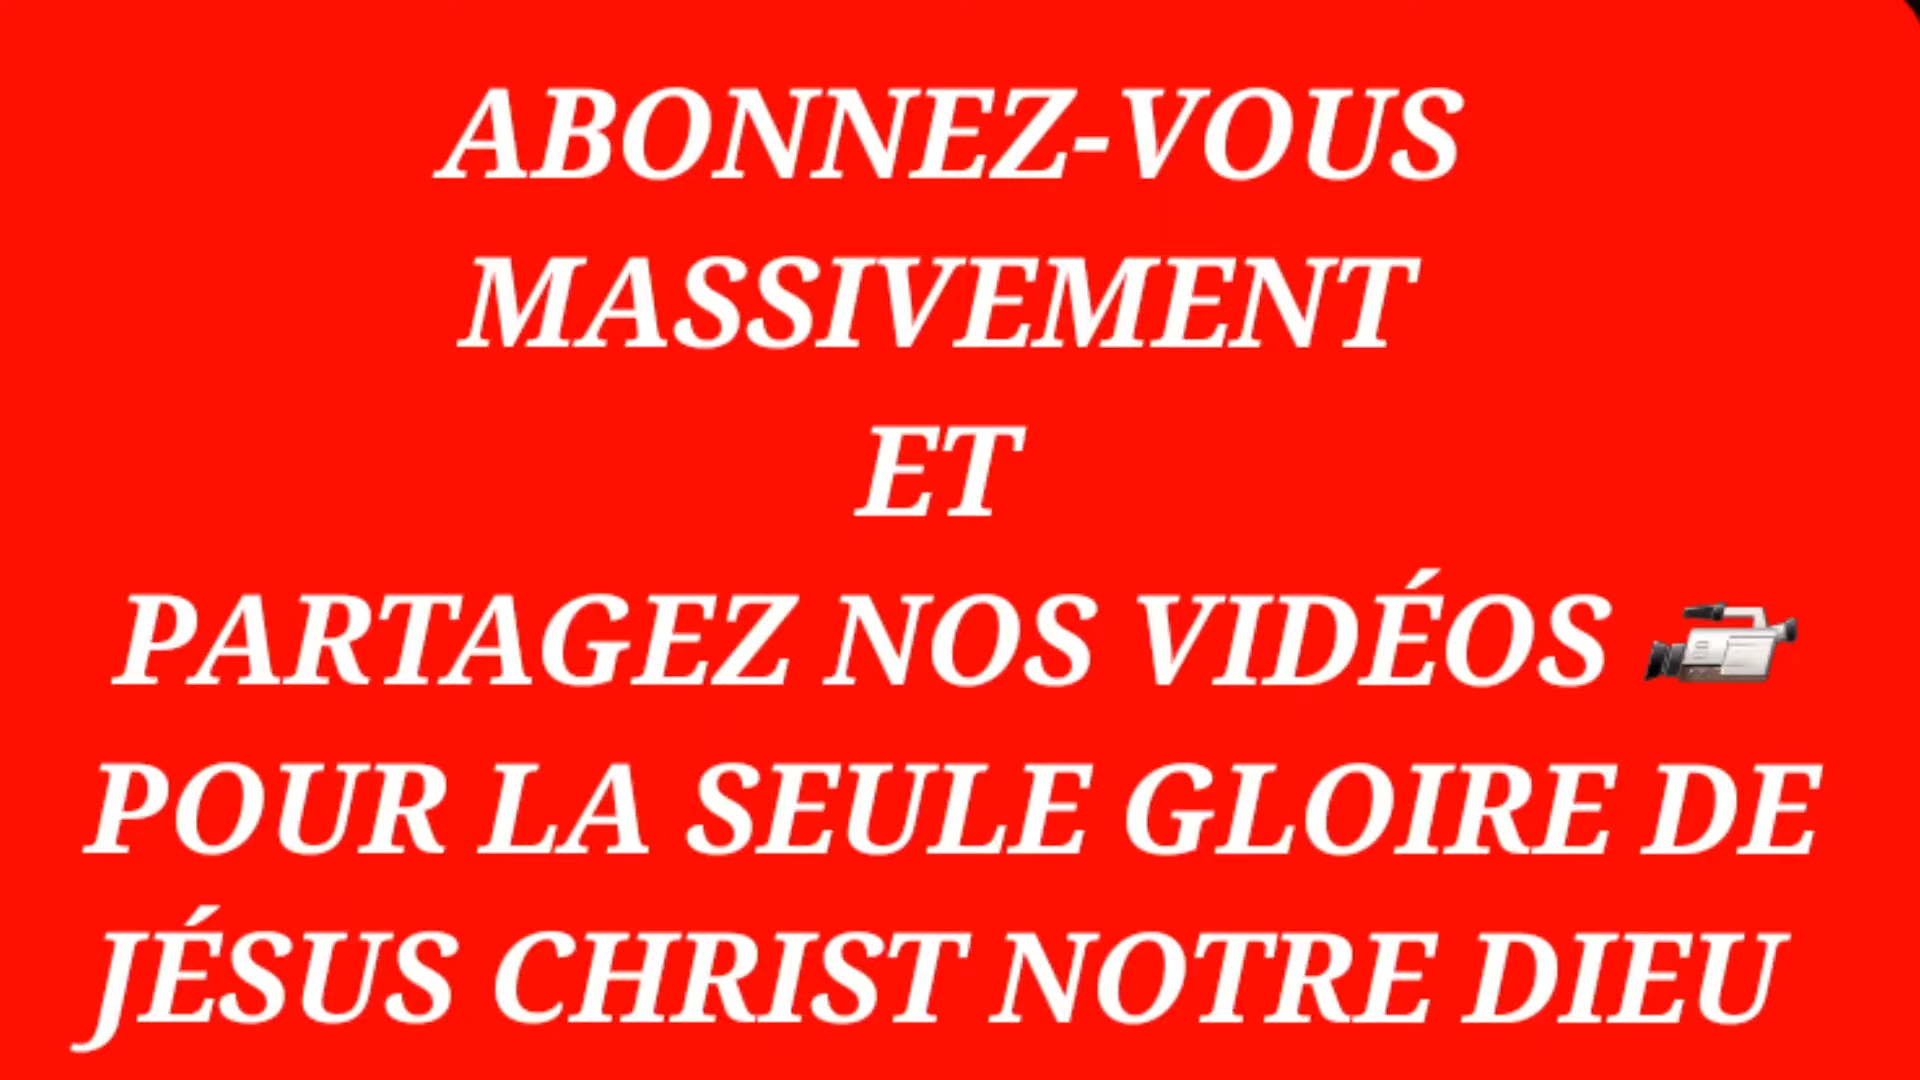 ABONNEZ-VOUS
MASSIVEMENT
ET
PARTAGEZ NOS VIDÉOS
POUR LA SEULE GLOIRE DE
JÉSUS CHRIST NOTRE DIEU